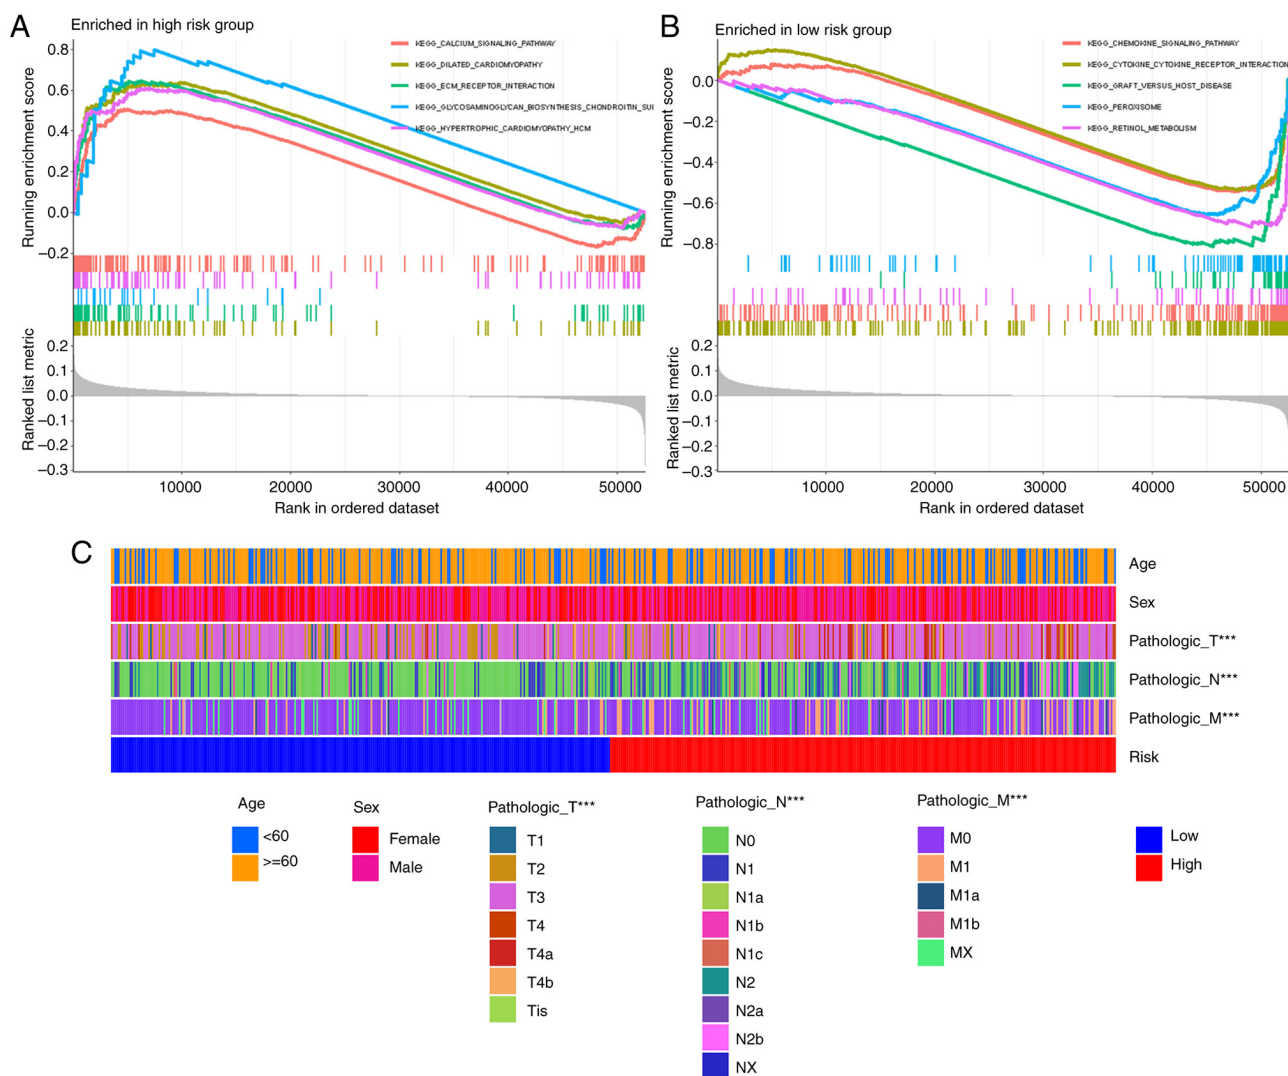 A
Enriched in high risk group
Running enrichment score
0.8
0.6
0.4
0.2
0.0
−0.2
KEGG_CALCIUM_SIGNALING_PATHWAY
KEGG_DILATED_CARDIOMYOPATHY
KEGG_ECM_RECEPTOR_INTERACTION
KEGG_GLYCOSAMINOGLYCAN_BIOSYNTHESIS_CHONDROITIN_SUI
KEGG_HYPERTROPHIC_CARDIOMYOPATHY_HCM
Ranked list metric
0.2
0.1
0.0
−0.1
−0.2
−0.3
10000 20000 30000 40000 50000
Rank in ordered dataset
B
Enriched in low risk group
Running enrichment score
0.0
−0.2
−0.4
−0.6
−0.8
KEGG_CHEMOKINE_SIGNALING_PATHWAY
KEGG_CYTOKINE_CYTOKINE_RECEPTOR_INTERACTION
KEGG_GRAFT_VERSUS_HOST_DISEASE
KEGG_PEROXISOME
KEGG_RETINOL_METABOLISM
Ranked list metric
0.2
0.1
0.0
−0.1
−0.2
−0.3
10000 20000 30000 40000 50000
Rank in ordered dataset
C
Age
Sex
Pathologic_T***
Pathologic_N***
Pathologic_M***
Risk
Age
<60
>=60
Sex
Female
Male
Pathologic_T***
T1
T2
T3
T4
T4a
T4b
Tis
Pathologic_N***
N0
N1
N1a
N1b
N1c
N2
N2a
N2b
NX
Pathologic_M***
M0
M1
M1a
M1b
MX
Low
High